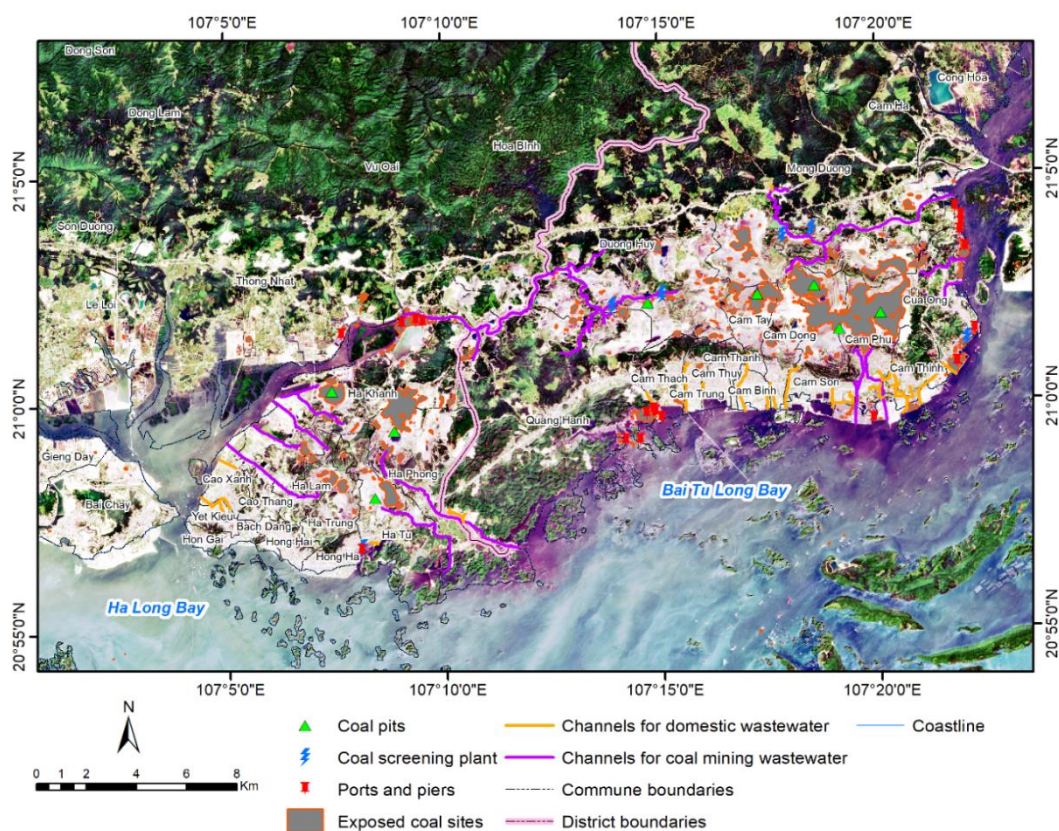 107°5'0"E
107°10'0"E
107°15'0"E
107°20'0"E
Dong Son
Cong Hoa
Dong Lam
Cam Ha
Hoa Binh
Vu Oai
Mong Duong
21°5'0"N
21°5'0"N
Son Duong
Duong Huy
Thong Nhat
Le Loi
Cua Ong
Cam Tay
Cam Dong
Cam Phu
Cam Thanh
Cam Thinh
Cam Thach
Cam Thuy
Cam Son
Cam Binh
Cam Trung
Ha Khanh
21°0'0"N
21°0'0"N
Quang Hanh
Gieng Day
Ha Phong
Cao Xanh
Ha Lam
Bai Tu Long Bay
Bai Chay
Cao Thang
Yet Kieu
Ha Trung
Bach Dang
Ha Tu
Hon Gai
Hong Hai
Hong Ha
Ha Long Bay
20°55'0"N
20°55'0"N
107°5'0"E
107°10'0"E
107°15'0"E
107°20'0"E
N
0 1 2 4 6 8
Km
Coal pits
Coal screening plant
Ports and piers
Exposed coal sites
Channels for domestic wastewater
Channels for coal mining wastewater
Commune boundaries
District boundaries
Coastline